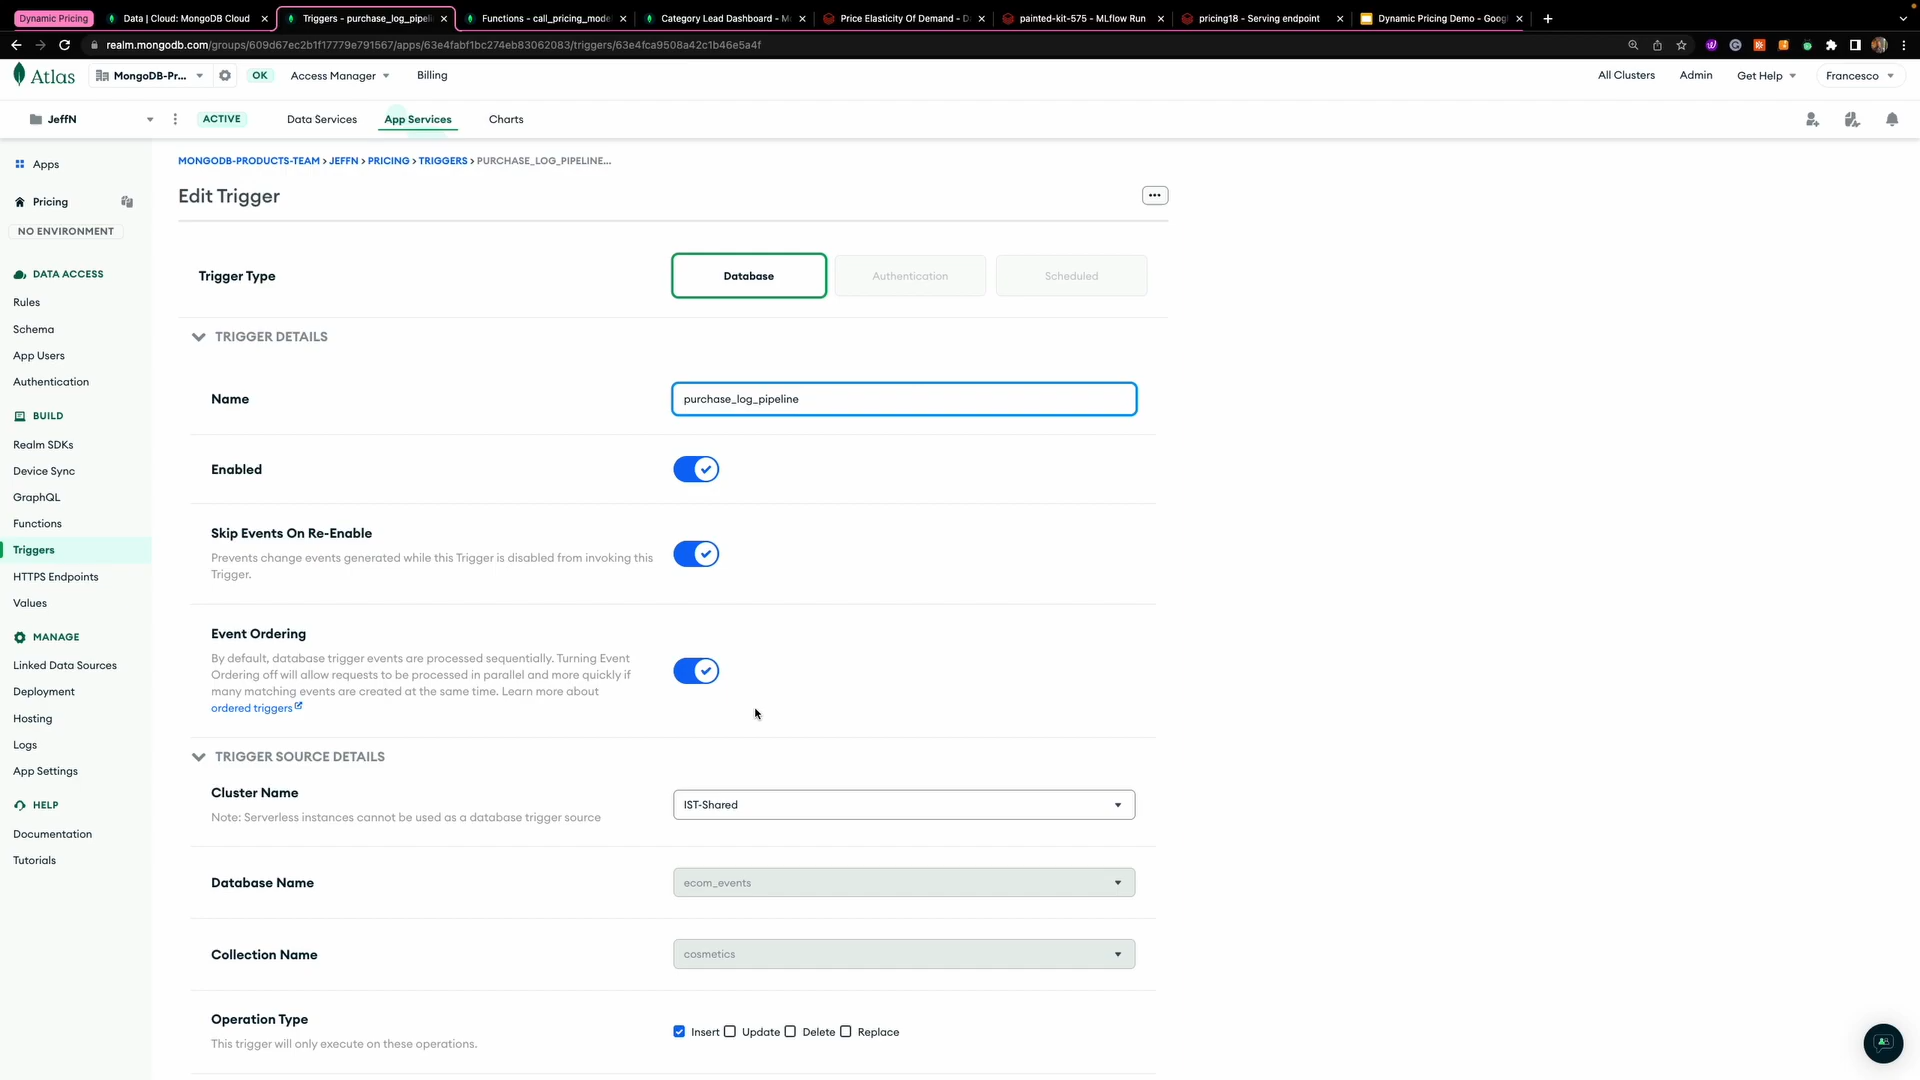 Dynamic Pricing
Data | Cloud: MongoDB Cloud
Triggers - purchase_log_pipeli
Functions - call_pricing_mode
Category Lead Dashboard - M
Price Elasticity Of Demand - D
painted-kit-575 - MLflow Run
pricing18 - Serving endpoint
Dynamic Pricing Demo - Goog
realm.mongodb.com/groups/609d67ec2b1f17779e791567/apps/63e4fabf1bc274eb83062083/triggers/63e4fca9508a42c1b46e5a4f
Atlas
MongoDB-Pr...
OK
Access Manager
Billing
All Clusters
Admin
Get Help
Francesco
JeffN
ACTIVE
Data Services
App Services
Charts
Apps
Pricing
NO ENVIRONMENT
DATA ACCESS
Rules
Schema
App Users
Authentication
BUILD
Realm SDKs
Device Sync
GraphQL
Functions
Triggers
HTTPS Endpoints
Values
MANAGE
Linked Data Sources
Deployment
Hosting
Logs
App Settings
HELP
Documentation
Tutorials
MONGODB-PRODUCTS-TEAM > JEFFN > PRICING > TRIGGERS > PURCHASE_LOG_PIPELINE...
Edit Trigger
Trigger Type
Database
Authentication
Scheduled
TRIGGER DETAILS
Name
purchase_log_pipeline
Enabled
Skip Events On Re-Enable
Prevents change events generated while this Trigger is disabled from invoking this
Trigger.
Event Ordering
By default, database trigger events are processed sequentially. Turning Event
Ordering off will allow requests to be processed in parallel and more quickly if
many matching events are created at the same time. Learn more about
ordered triggers
TRIGGER SOURCE DETAILS
Cluster Name
Note: Serverless instances cannot be used as a database trigger source
IST-Shared
Database Name
ecom_events
Collection Name
cosmetics
Operation Type
This trigger will only execute on these operations.
Insert
Update
Delete
Replace